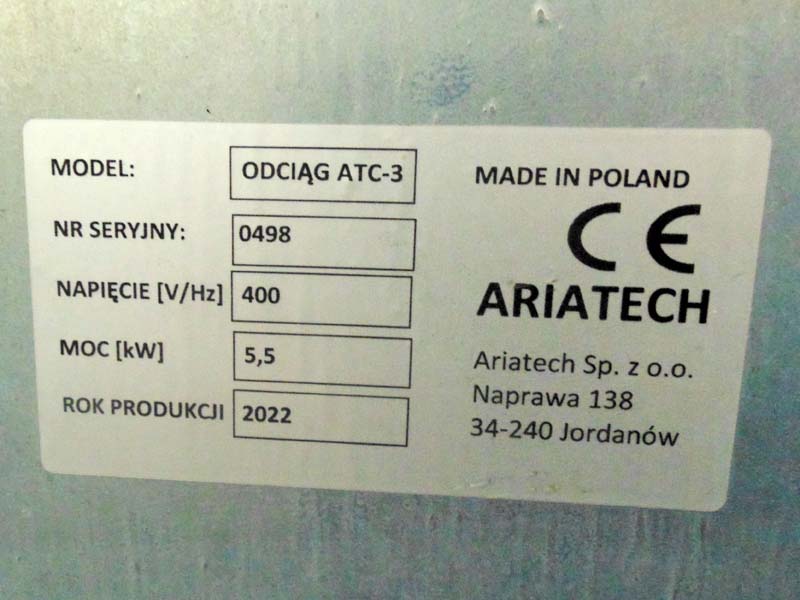 MODEL: ODCIĄG ATC-3
NR SERYJNY: 0498
NAPIĘCIE [V/Hz] 400
MOC [kW] 5,5
ROK PRODUKCJI 2022
MADE IN POLAND
CE
ARIATECH
Ariatech Sp. z o.o.
Naprawa 138
34-240 Jordanów